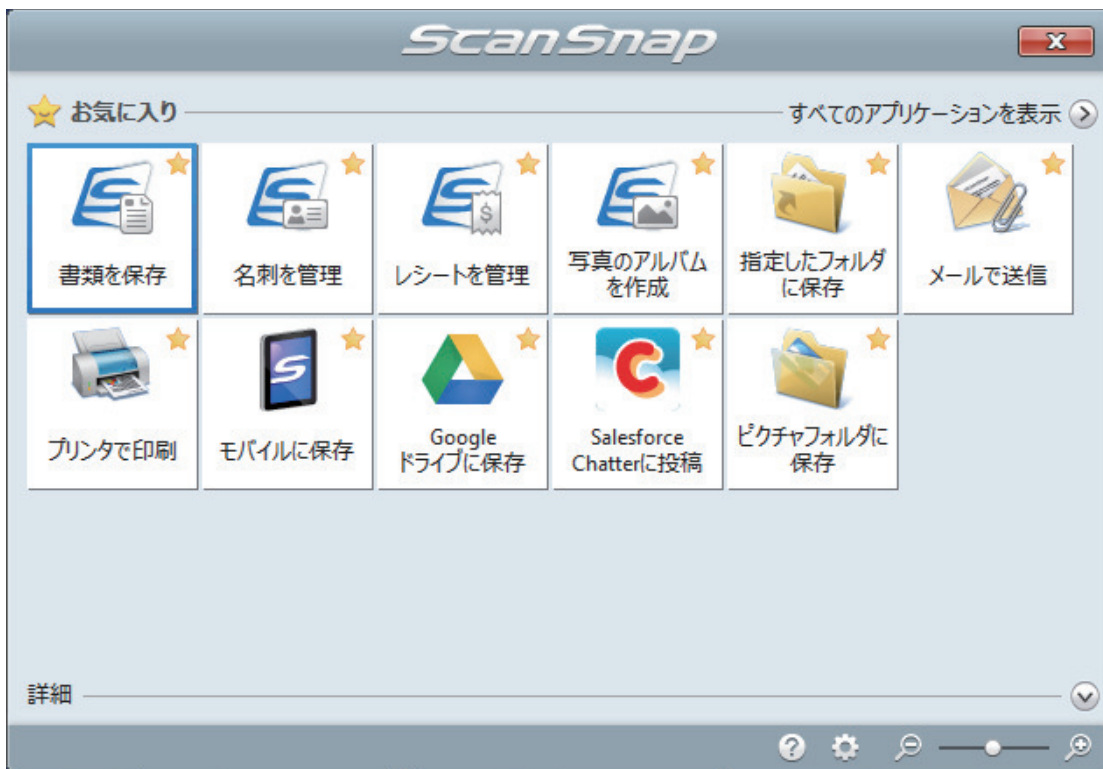 ScanSnap
お気に入り
すべてのアプリケーションを表示
書類を保存
名刺を管理
レシートを管理
写真のアルバム
を作成
指定したフォルダ
に保存
メールで送信
プリンタで印刷
モバイルに保存
Google
ドライブに保存
Salesforce
Chatterに投稿
ピクチャフォルダに
保存
詳細